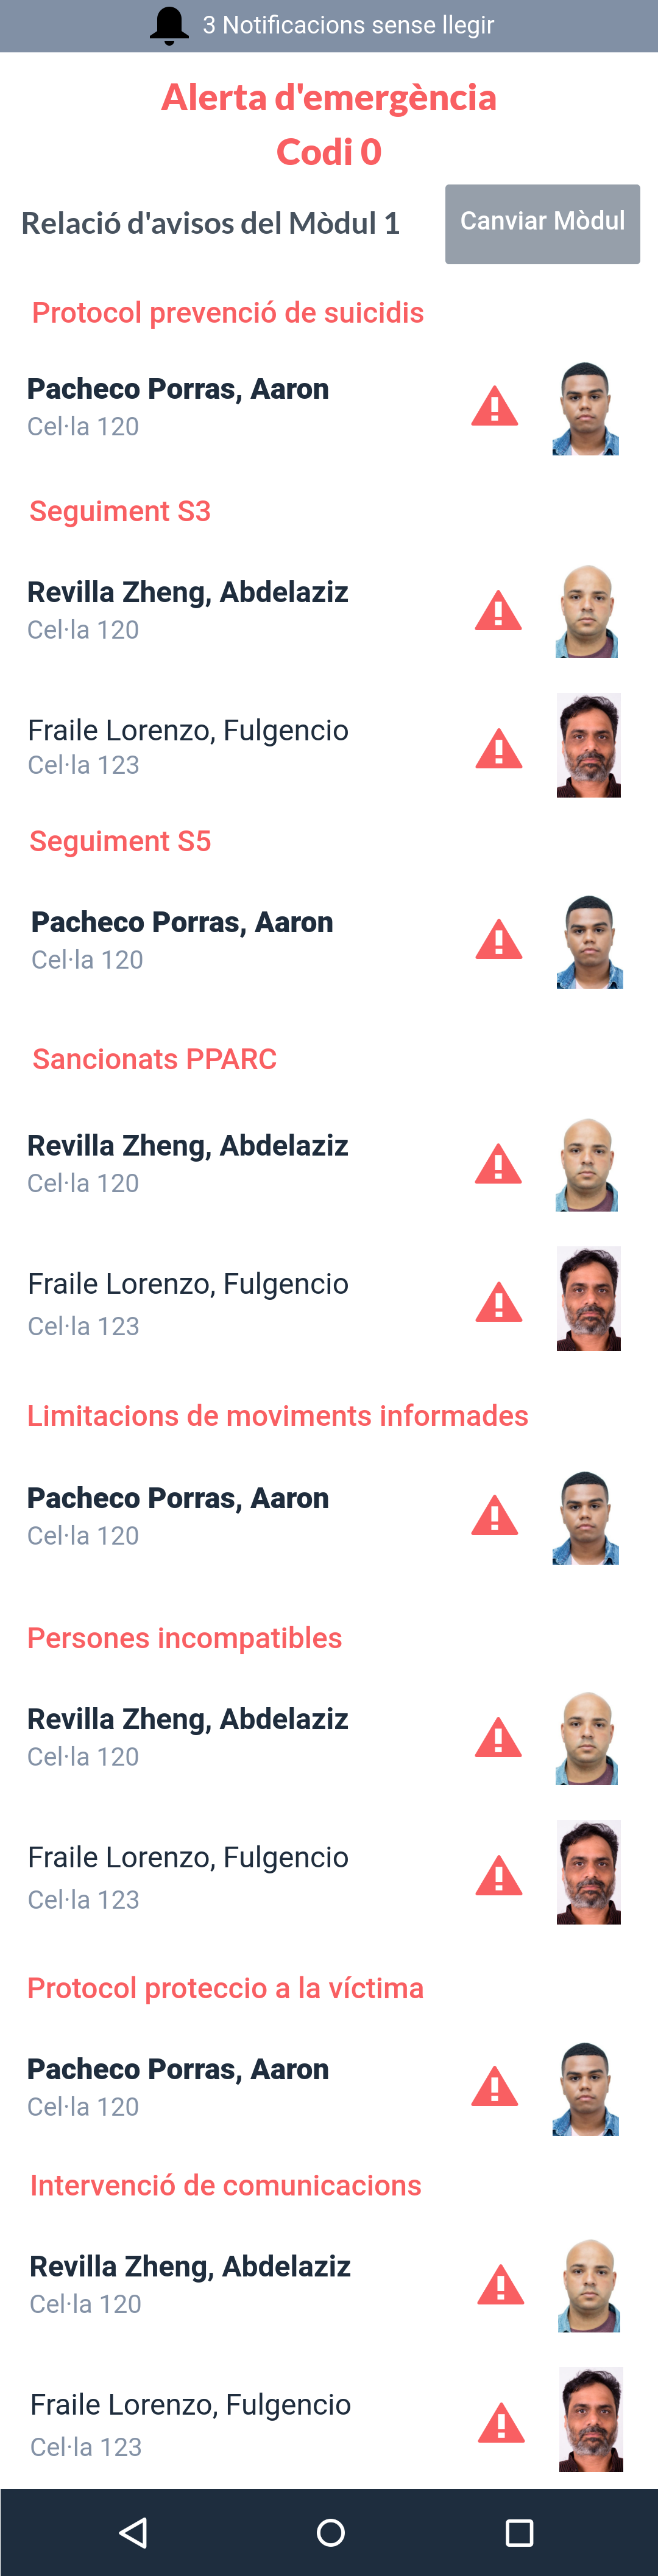 3 Notificacions sense llegir
Alerta d'emergència
Codi 0
Relació d'avisos del Mòdul 1
Canviar Mòdul
Protocol prevenció de suicidis
Pacheco Porras, Aaron
Cel·la 120
Seguiment S3
Revilla Zheng, Abdelaziz
Cel·la 120
Fraile Lorenzo, Fulgencio
Cel·la 123
Seguiment S5
Pacheco Porras, Aaron
Cel·la 120
Sancionats PPARC
Revilla Zheng, Abdelaziz
Cel·la 120
Fraile Lorenzo, Fulgencio
Cel·la 123
Limitacions de moviments informades
Pacheco Porras, Aaron
Cel·la 120
Persones incompatibles
Revilla Zheng, Abdelaziz
Cel·la 120
Fraile Lorenzo, Fulgencio
Cel·la 123
Protocol proteccio a la víctima
Pacheco Porras, Aaron
Cel·la 120
Intervenció de comunicacions
Revilla Zheng, Abdelaziz
Cel·la 120
Fraile Lorenzo, Fulgencio
Cel·la 123